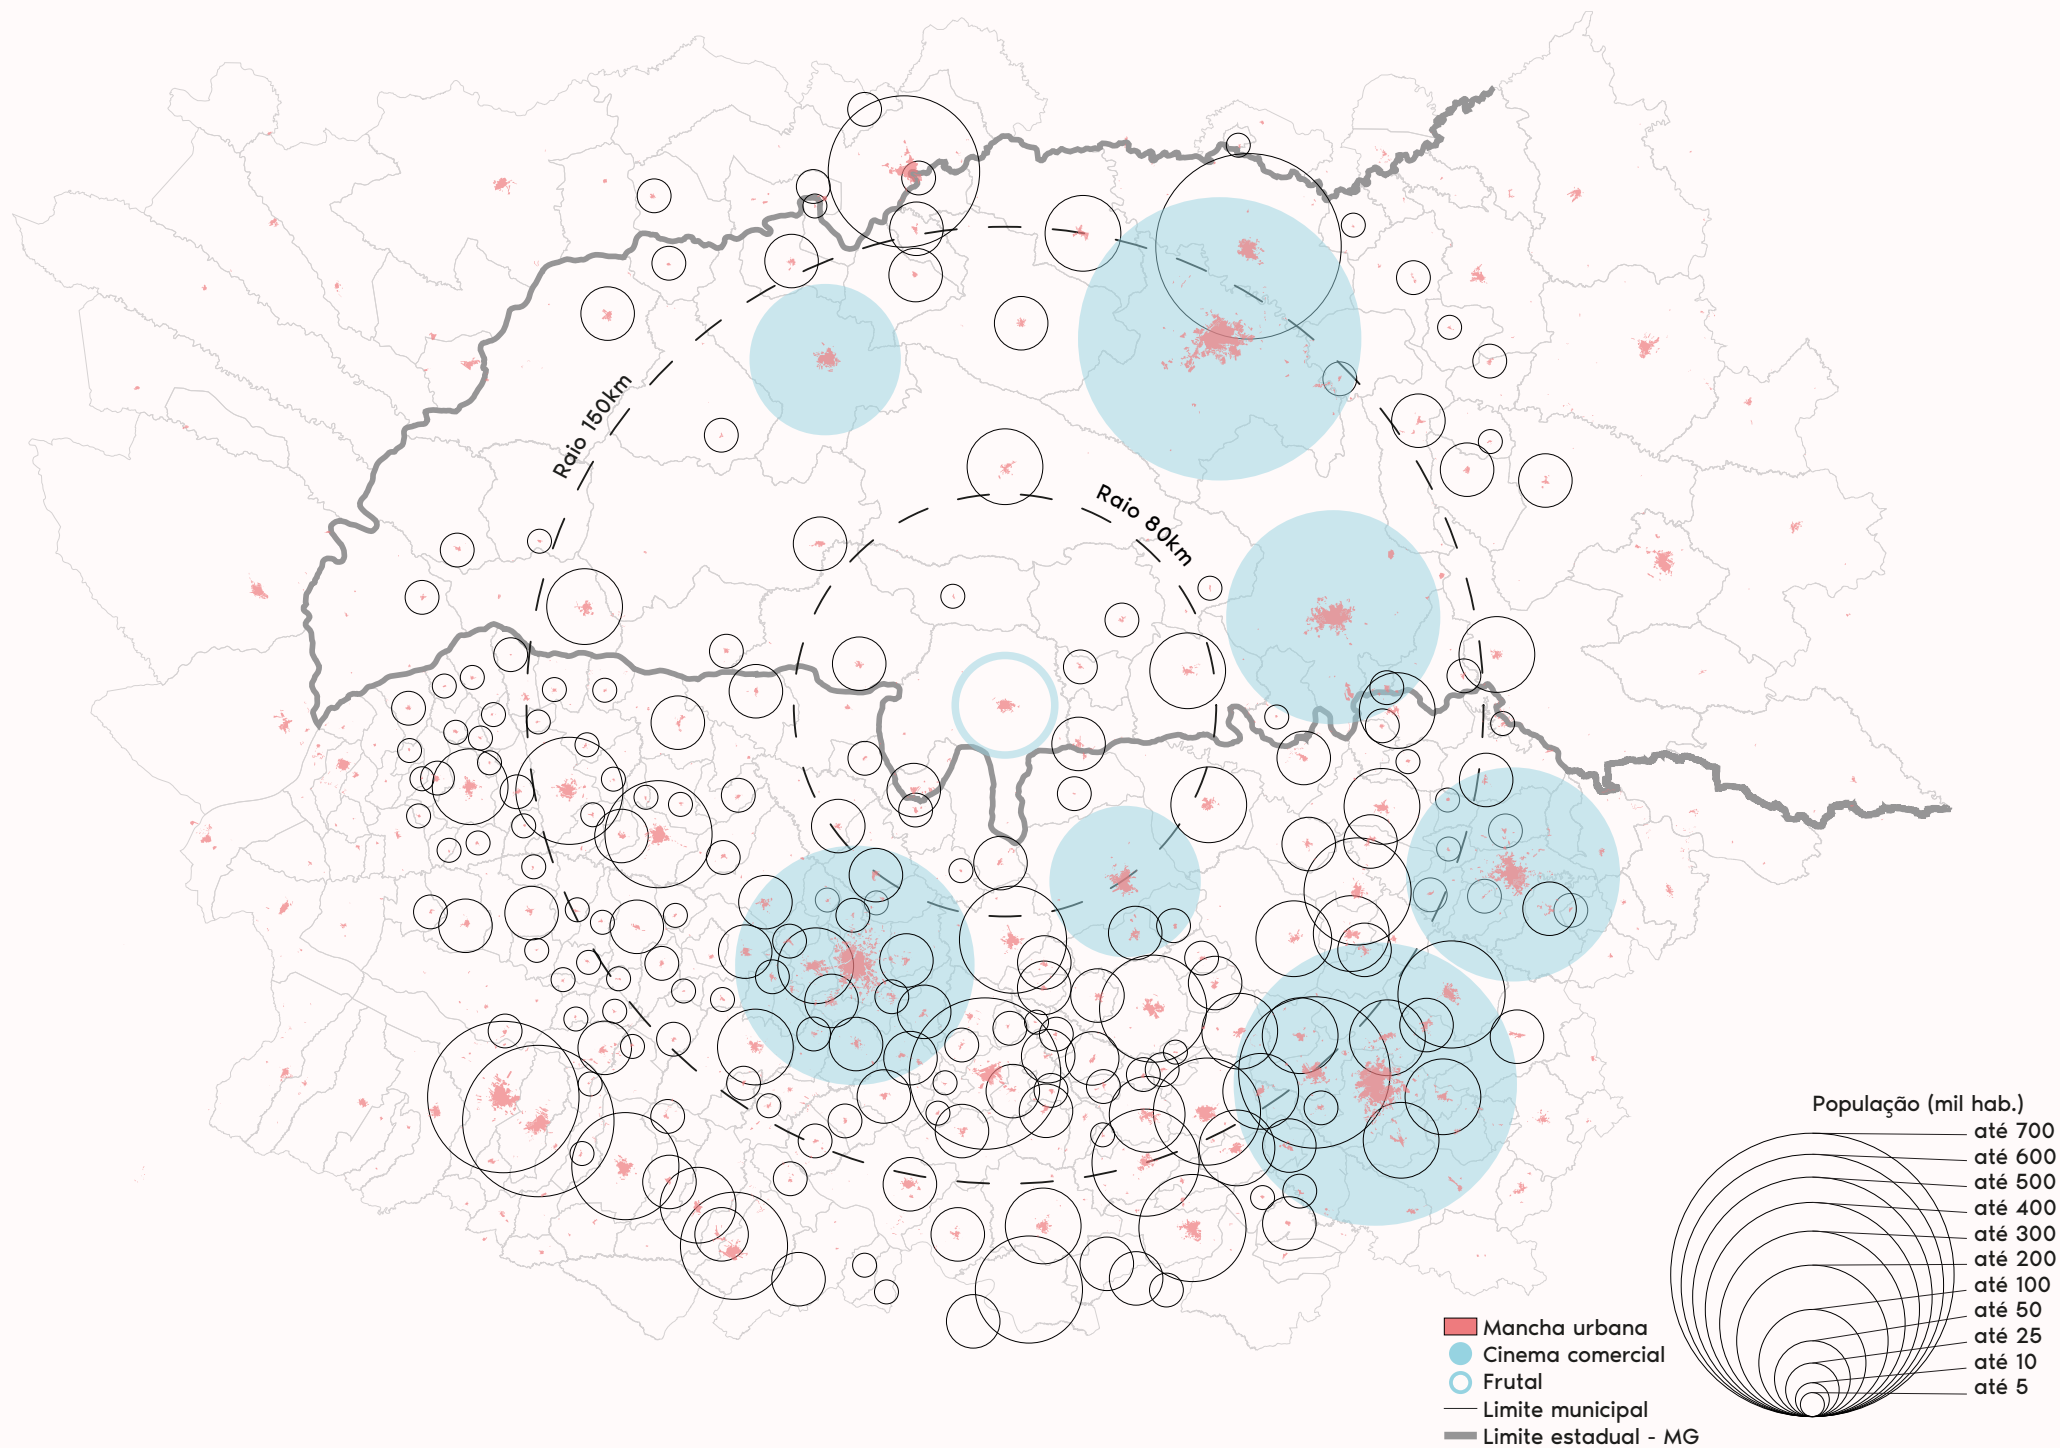 Raio 150km
Raio 80km
População (mil hab.)
até 700
até 600
até 500
até 400
até 300
até 200
até 100
até 50
até 25
até 10
até 5
Mancha urbana
Cinema comercial
Frutal
Limite municipal
Limite estadual - MG